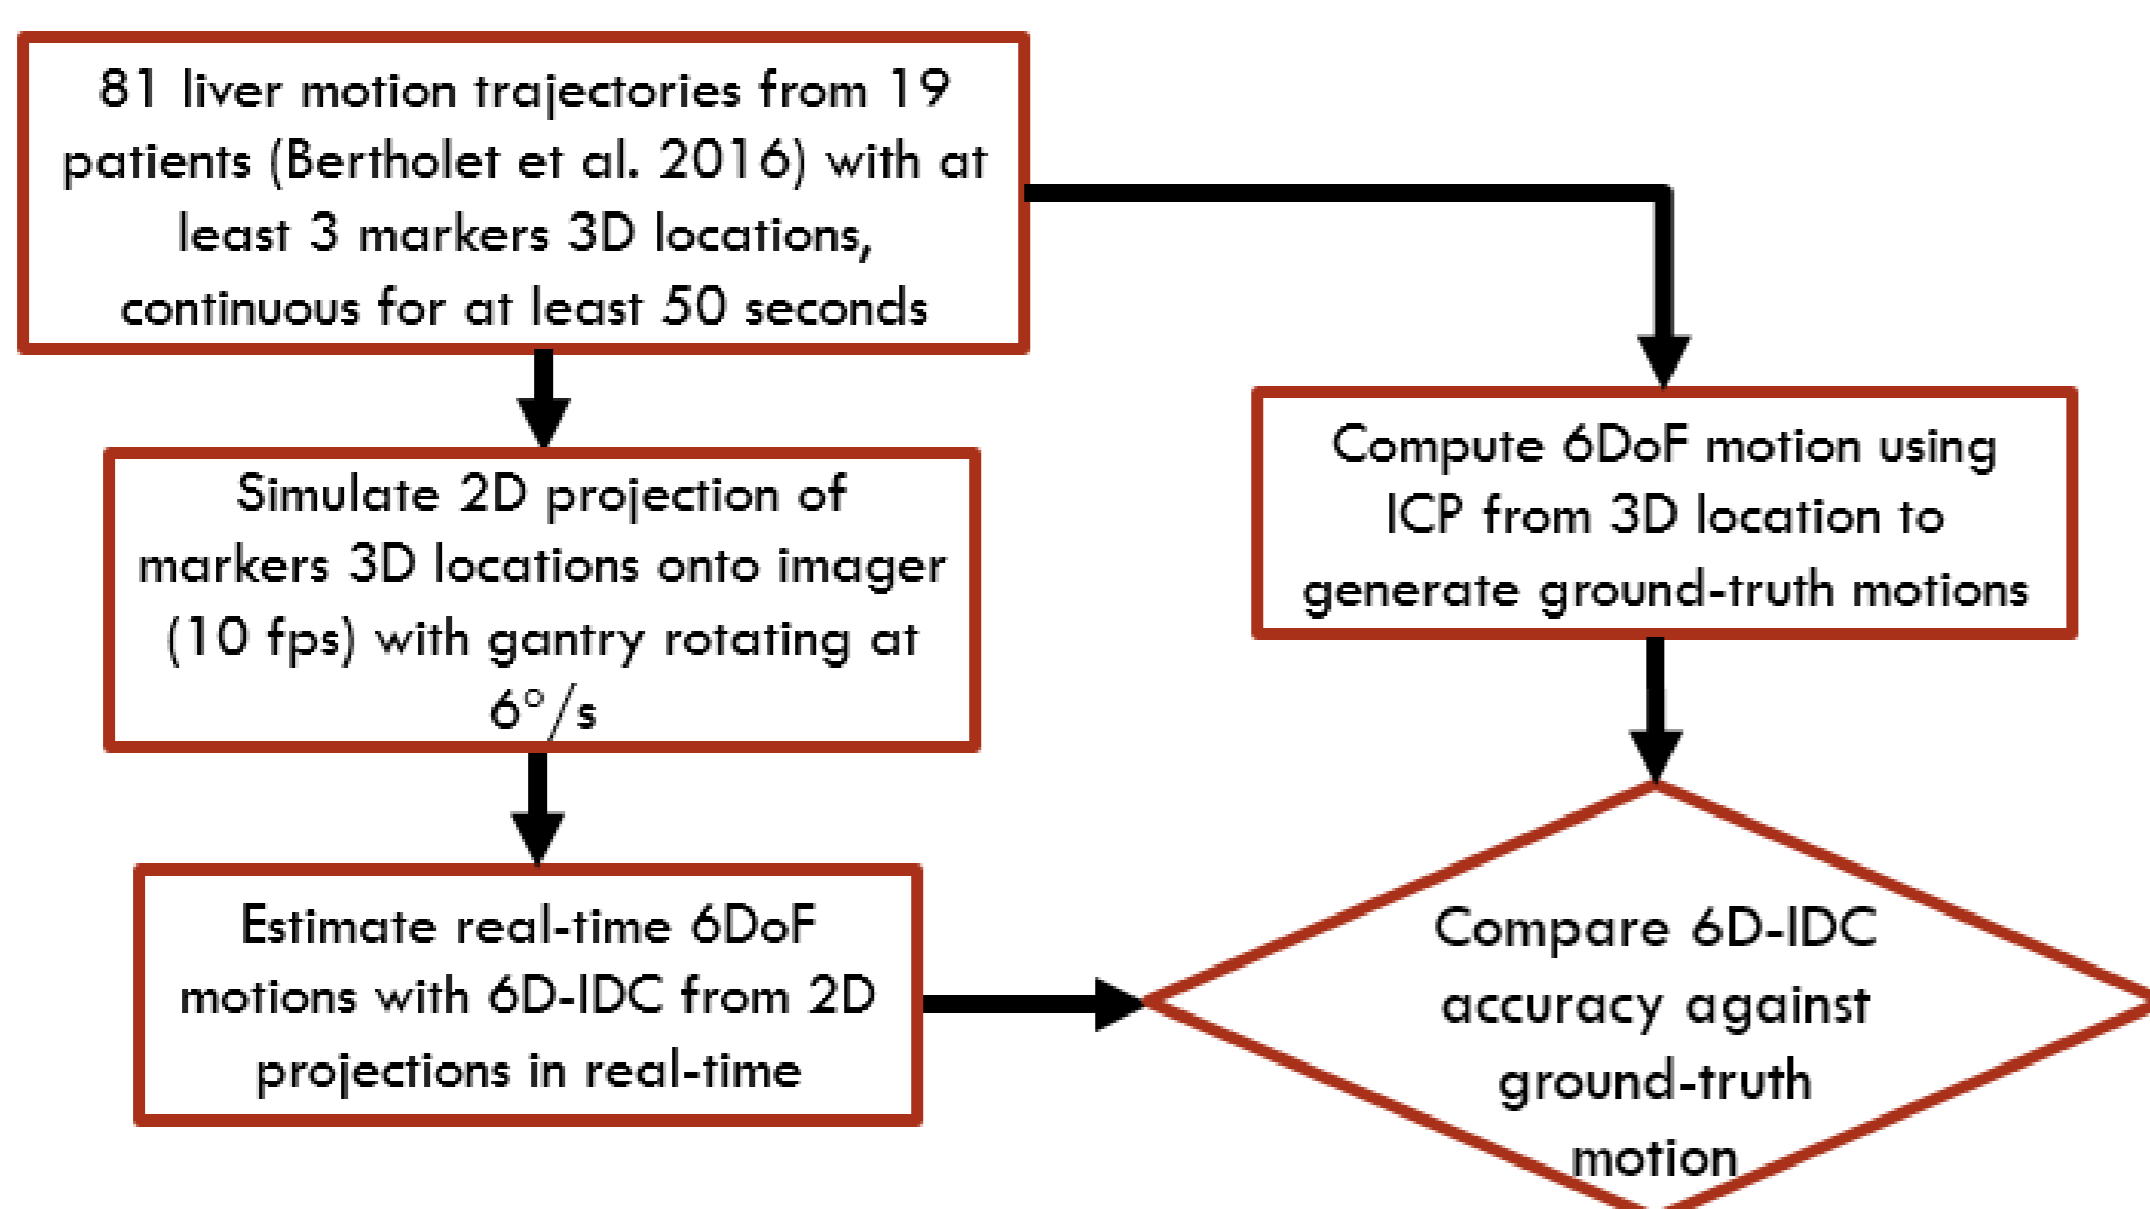 81 liver motion trajectories from 19
patients (Bertholet et al. 2016) with at
least 3 markers 3D locations,
continuous for at least 50 seconds
Simulate 2D projection of
markers 3D locations onto imager
(10 fps) with gantry rotating at
6°/s
Estimate real-time 6DoF
motions with 6D-IDC from 2D
projections in real-time
Compute 6DoF motion using
ICP from 3D location to
generate ground-truth motions
Compare 6D-IDC
accuracy against
ground-truth
motion